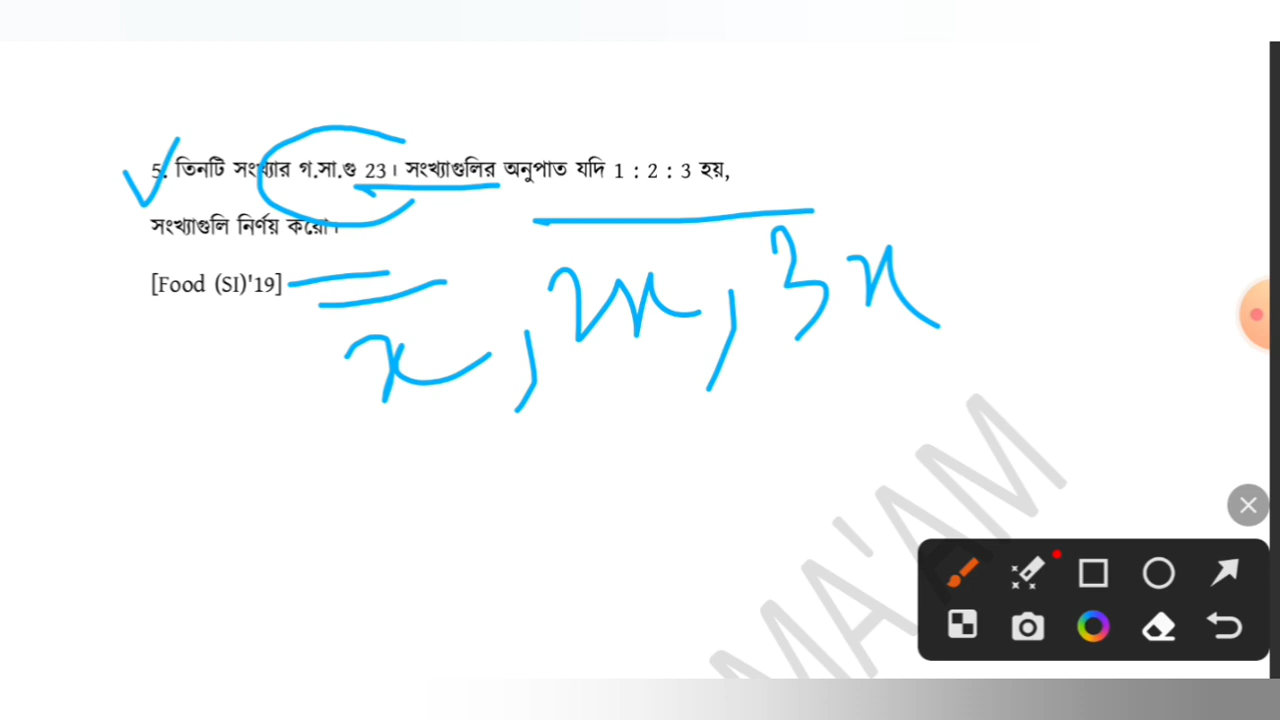 5. তিনটি সংখ্যার গ.সা.গু 23। সংখ্যাগুলির অনুপাত যদি 1 : 2 : 3 হয়,
সংখ্যাগুলি নির্ণয় করো।
[Food (SI)'19]
x, 2x, 3x
MA'AM